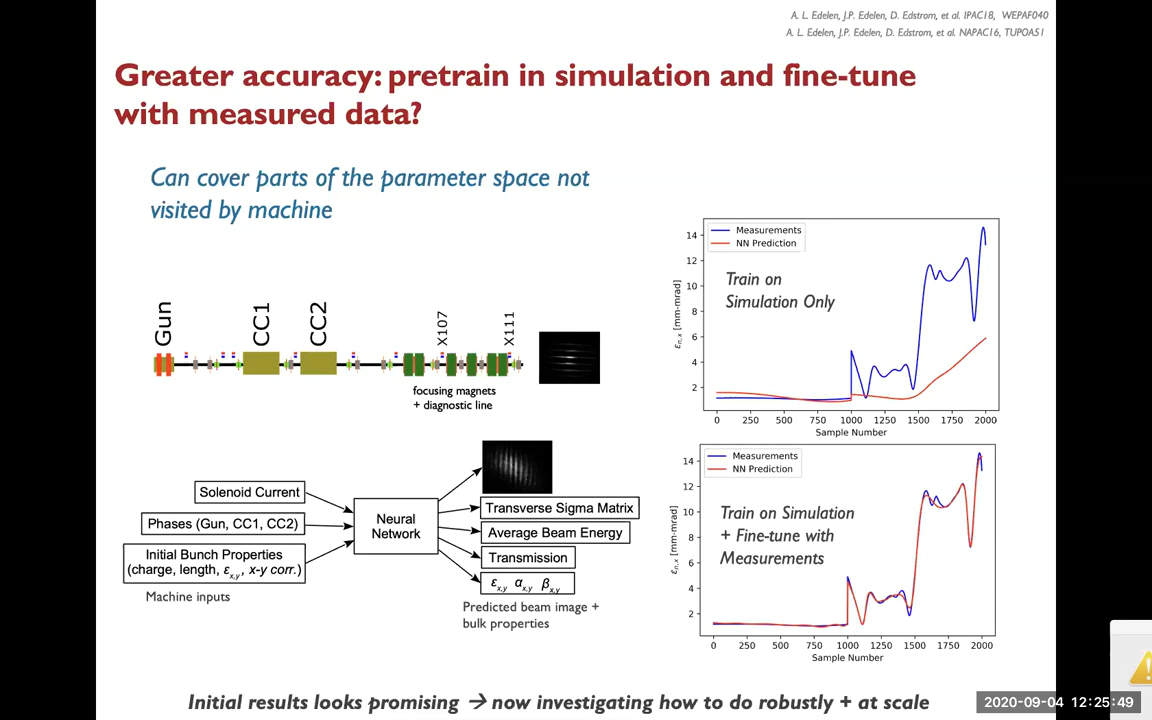 A. L. Edelen, J.P. Edelen, D. Edstrom, et al. IPAC18, WEPAF040
A. L. Edelen, J.P. Edelen, D. Edstrom, et al. NAPAC16, TUPOA51
Greater accuracy: pretrain in simulation and fine-tune
with measured data?
Can cover parts of the parameter space not
visited by machine
Gun
CC1
CC2
X107
X111
focusing magnets
+ diagnostic line
Solenoid Current
Phases (Gun, CC1, CC2)
Initial Bunch Properties
(charge, length, εx,y, x-y corr.)
Machine inputs
Neural
Network
Transverse Sigma Matrix
Average Beam Energy
Transmission
εx,y αx,y βx,y
Predicted beam image +
bulk properties
Measurements
NN Prediction
Train on
Simulation Only
εn,x [mm-mrad]
14
12
10
8
6
4
2
0 250 500 750 1000 1250 1500 1750 2000
Sample Number
Measurements
NN Prediction
Train on Simulation
+ Fine-tune with
Measurements
εn,x [mm-mrad]
14
12
10
8
6
4
2
0 250 500 750 1000 1250 1500 1750 2000
Sample Number
Initial results looks promising → now investigating how to do robustly + at scale
2020-09-04 12:25:49